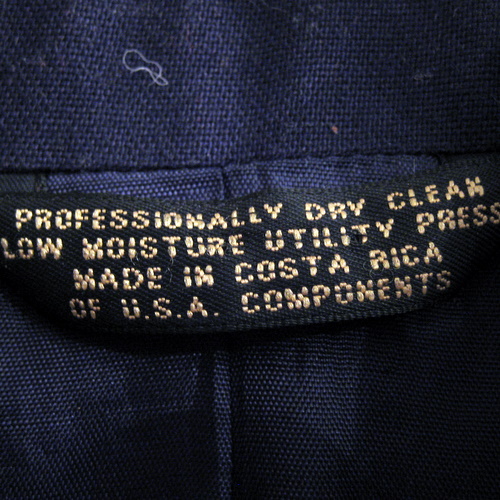 PROFESSIONALLY DRY CLEAN
LOW MOISTURE UTILITY PRESS
MADE IN COSTA RICA
OF U.S.A. COMPONENTS